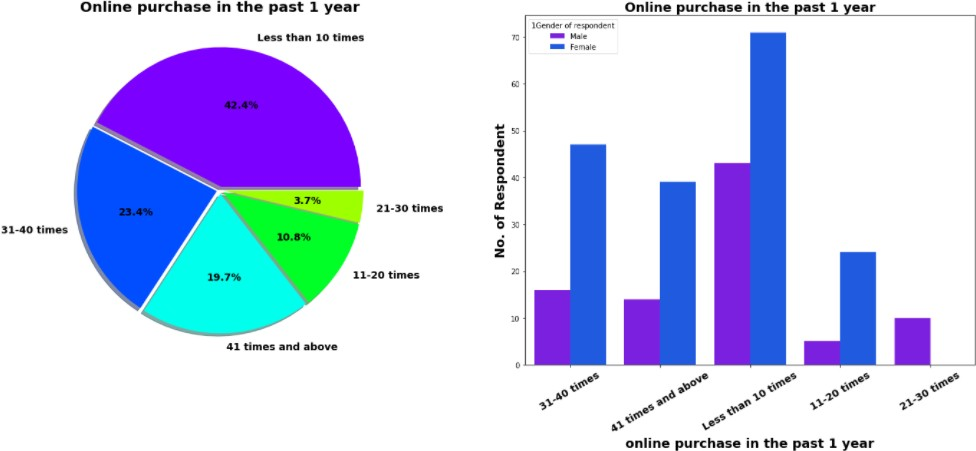 Online purchase in the past 1 year
Less than 10 times
42.4%
31-40 times
23.4%
19.7%
41 times and above
10.8%
11-20 times
3.7%
21-30 times
Online purchase in the past 1 year
1Gender of respondent
Male
Female
No. of Respondent
70
60
50
40
30
20
10
0
31-40 times
41 times and above
Less than 10 times
11-20 times
21-30 times
online purchase in the past 1 year